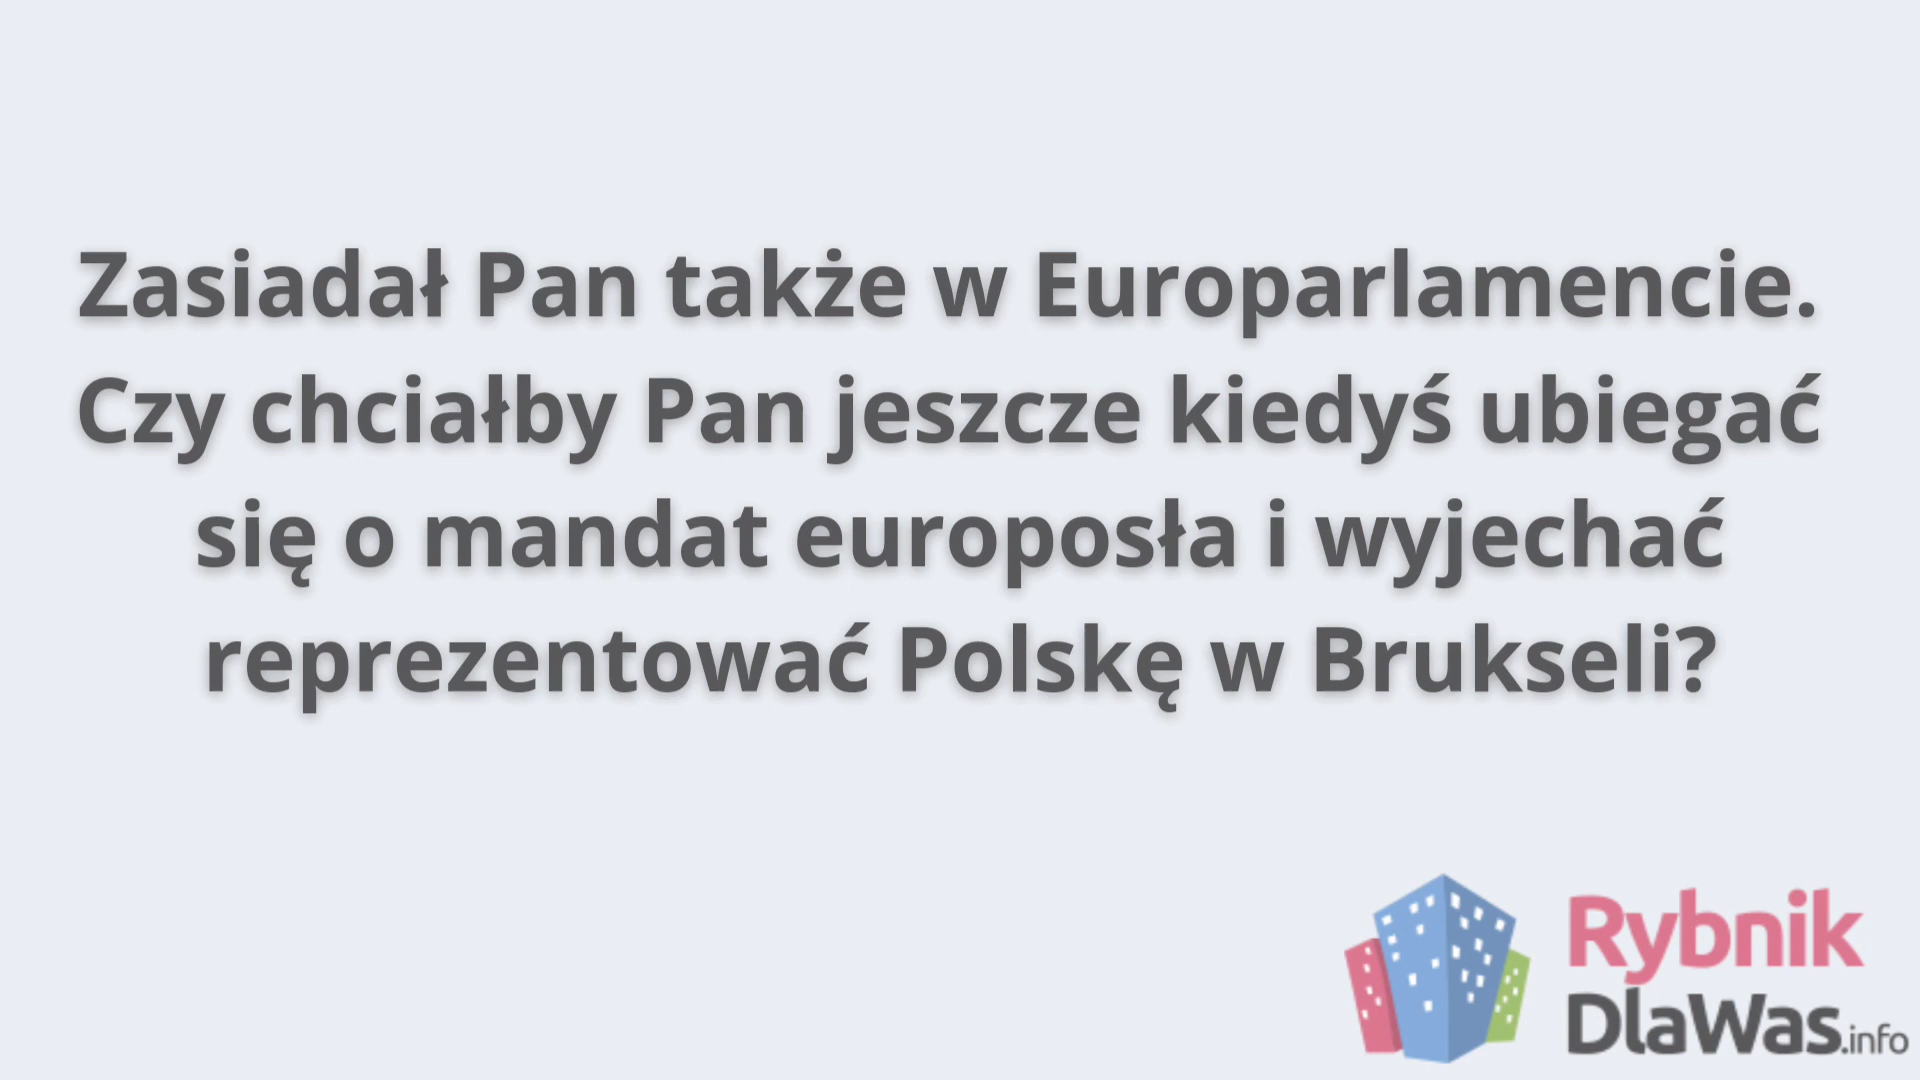 Zasiadał Pan także w Europarlamencie.
Czy chciałby Pan jeszcze kiedyś ubiegać
się o mandat europosła i wyjechać
reprezentować Polskę w Brukseli?
Rybnik
DlaWas.info